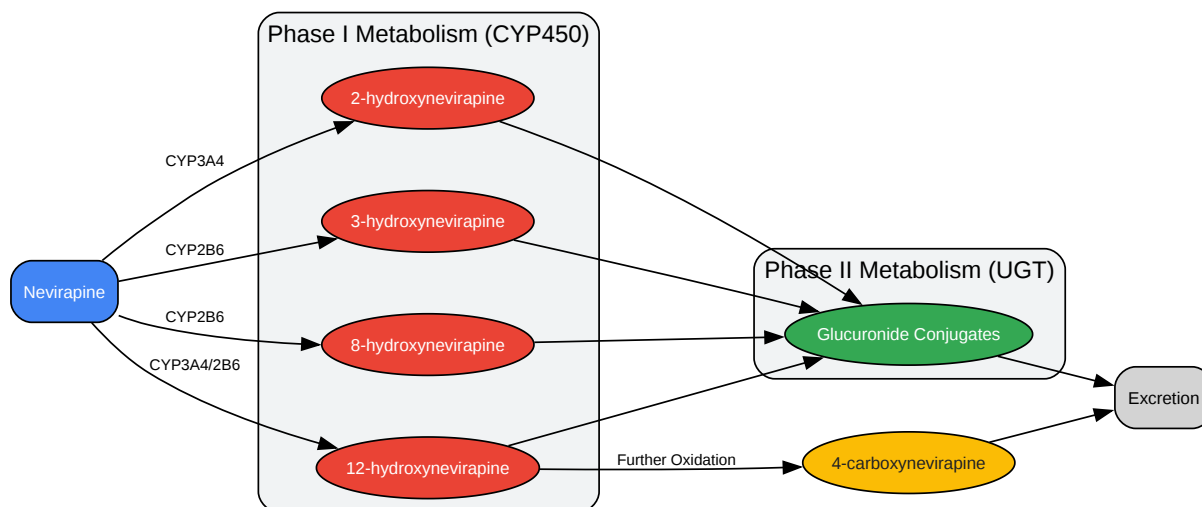 Phase I Metabolism (CYP450)
2-hydroxynevirapine
CYP3A4
3-hydroxynevirapine
CYP2B6
Phase II Metabolism (UGT)
Nevirapine
CYP2B6
Glucuronide Conjugates
8-hydroxynevirapine
CYP3A4/2B6
Excretion
12-hydroxynevirapine
Further Oxidation
4-carboxynevirapine